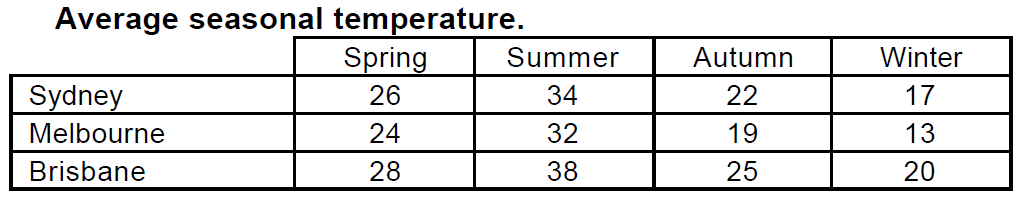 Average seasonal temperature.
Spring Summer Autumn Winter
Sydney 26 34 22 17
Melbourne 24 32 19 13
Brisbane 28 38 25 20